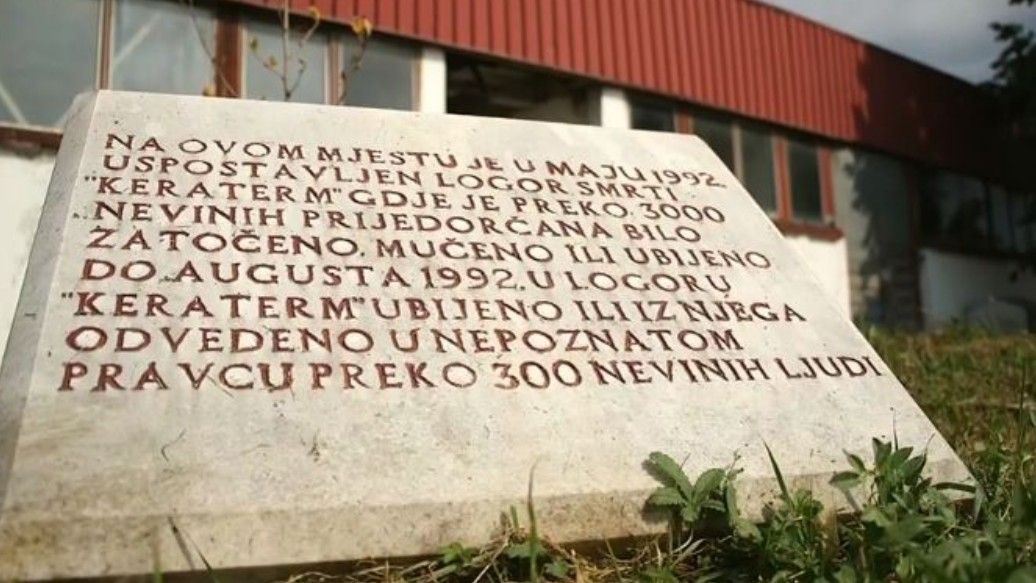 NA OVOM MJESTU JE U MAJU 1992.
USPOSTAVLJEN LOGOR SMRTI
"KERATERM" GDJE JE PREKO 3000
NEVINIH PRIJEDORČANA BILO
ZATOČENO, MUČENO ILI UBIJENO
DO AUGUSTA 1992. U LOGORU
"KERATERM" UBIJENO ILI IZ NJEGA
ODVEDENO U NEPOZNATOM
PRAVCU PREKO 300 NEVINIH LJUDI